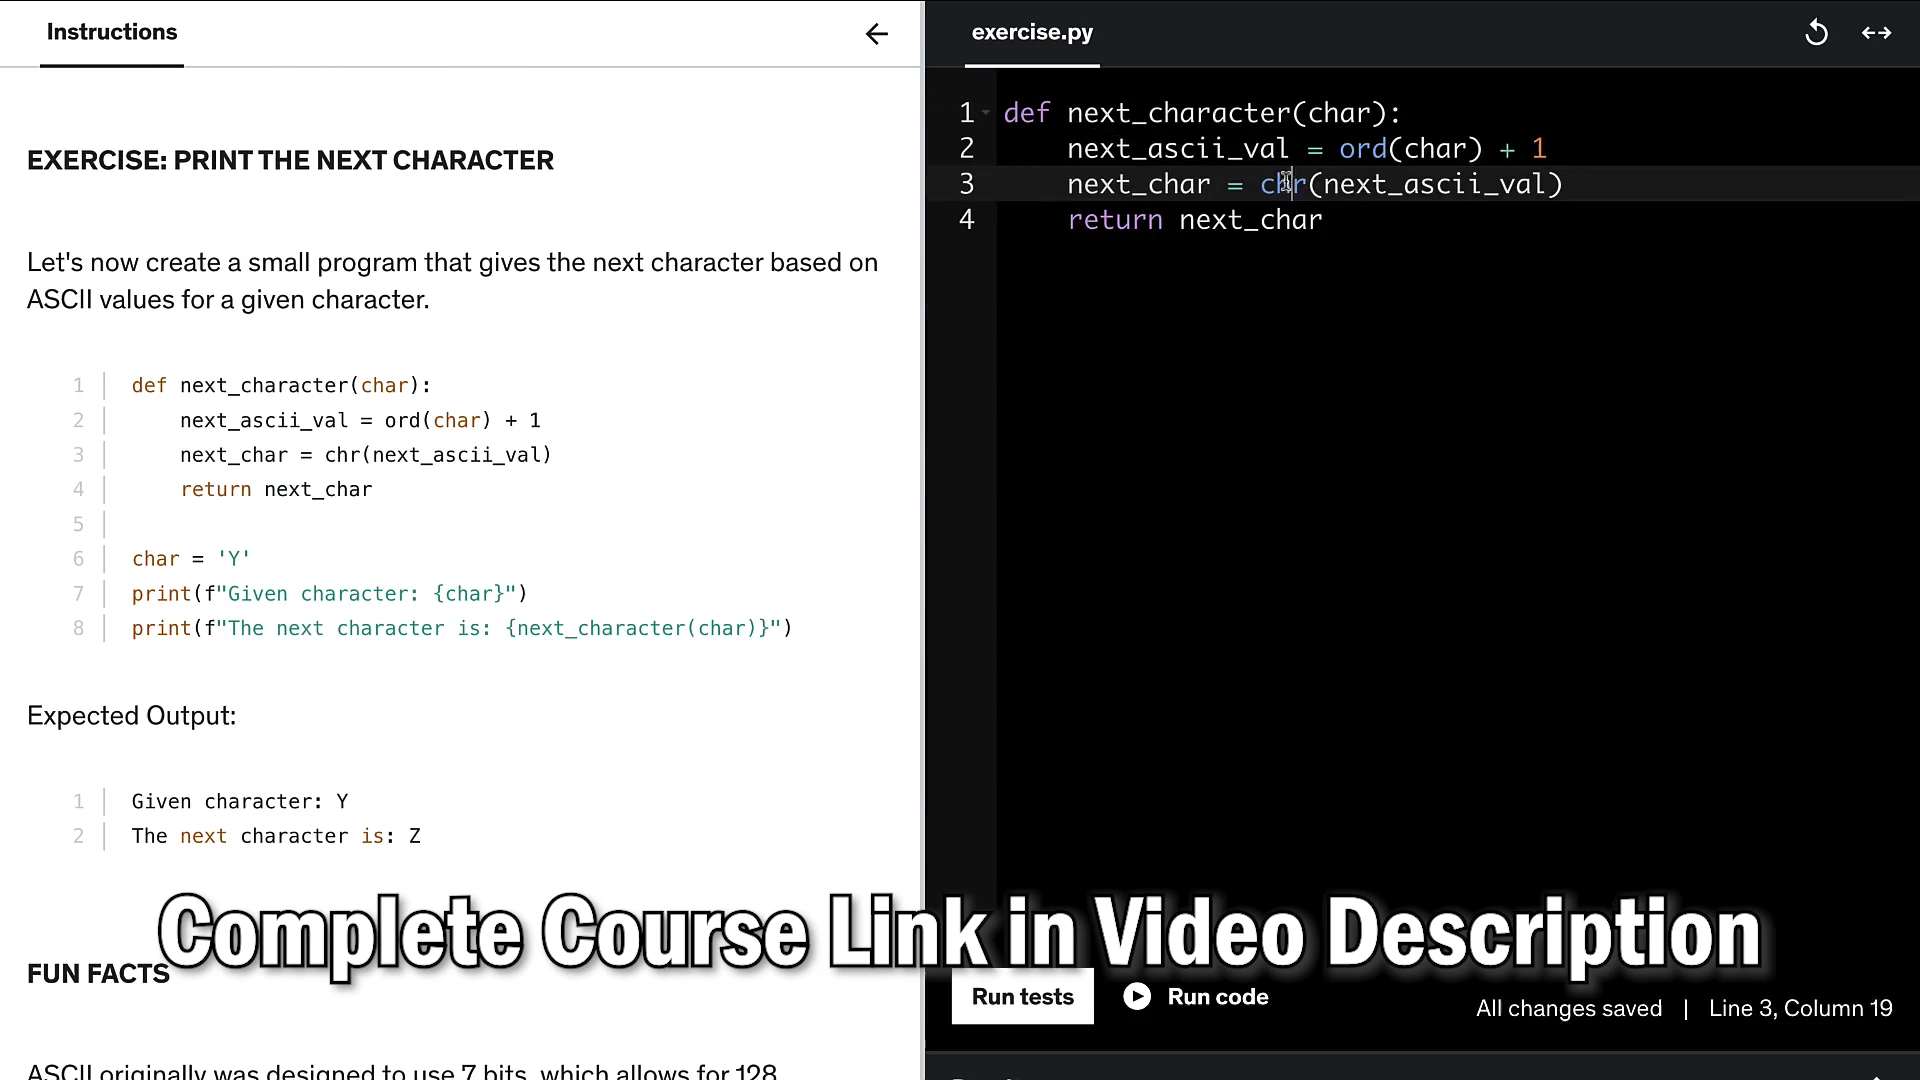 Instructions
EXERCISE: PRINT THE NEXT CHARACTER
Let's now create a small program that gives the next character based on
ASCII values for a given character.
1 def next_character(char):
2 next_ascii_val = ord(char) + 1
3 next_char = chr(next_ascii_val)
4 return next_char
5
6 char = 'Y'
7 print(f"Given character: {char}")
8 print(f"The next character is: {next_character(char)}")
Expected Output:
1 Given character: Y
2 The next character is: Z
FUN FACTS
ASCII originally was designed to use 7 bits, which allows for 128
exercise.py
1 def next_character(char):
2 next_ascii_val = ord(char) + 1
3 next_char = chr(next_ascii_val)
4 return next_char
Complete Course Link in Video Description
Run tests
Run code
All changes saved | Line 3, Column 19